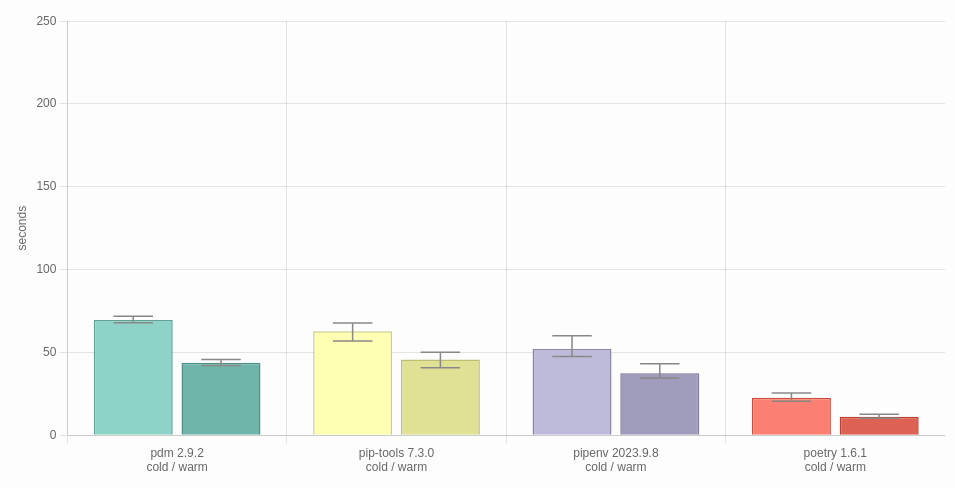 250
200
150
100
50
0
seconds
pdm 2.9.2
cold / warm
pip-tools 7.3.0
cold / warm
pipenv 2023.9.8
cold / warm
poetry 1.6.1
cold / warm